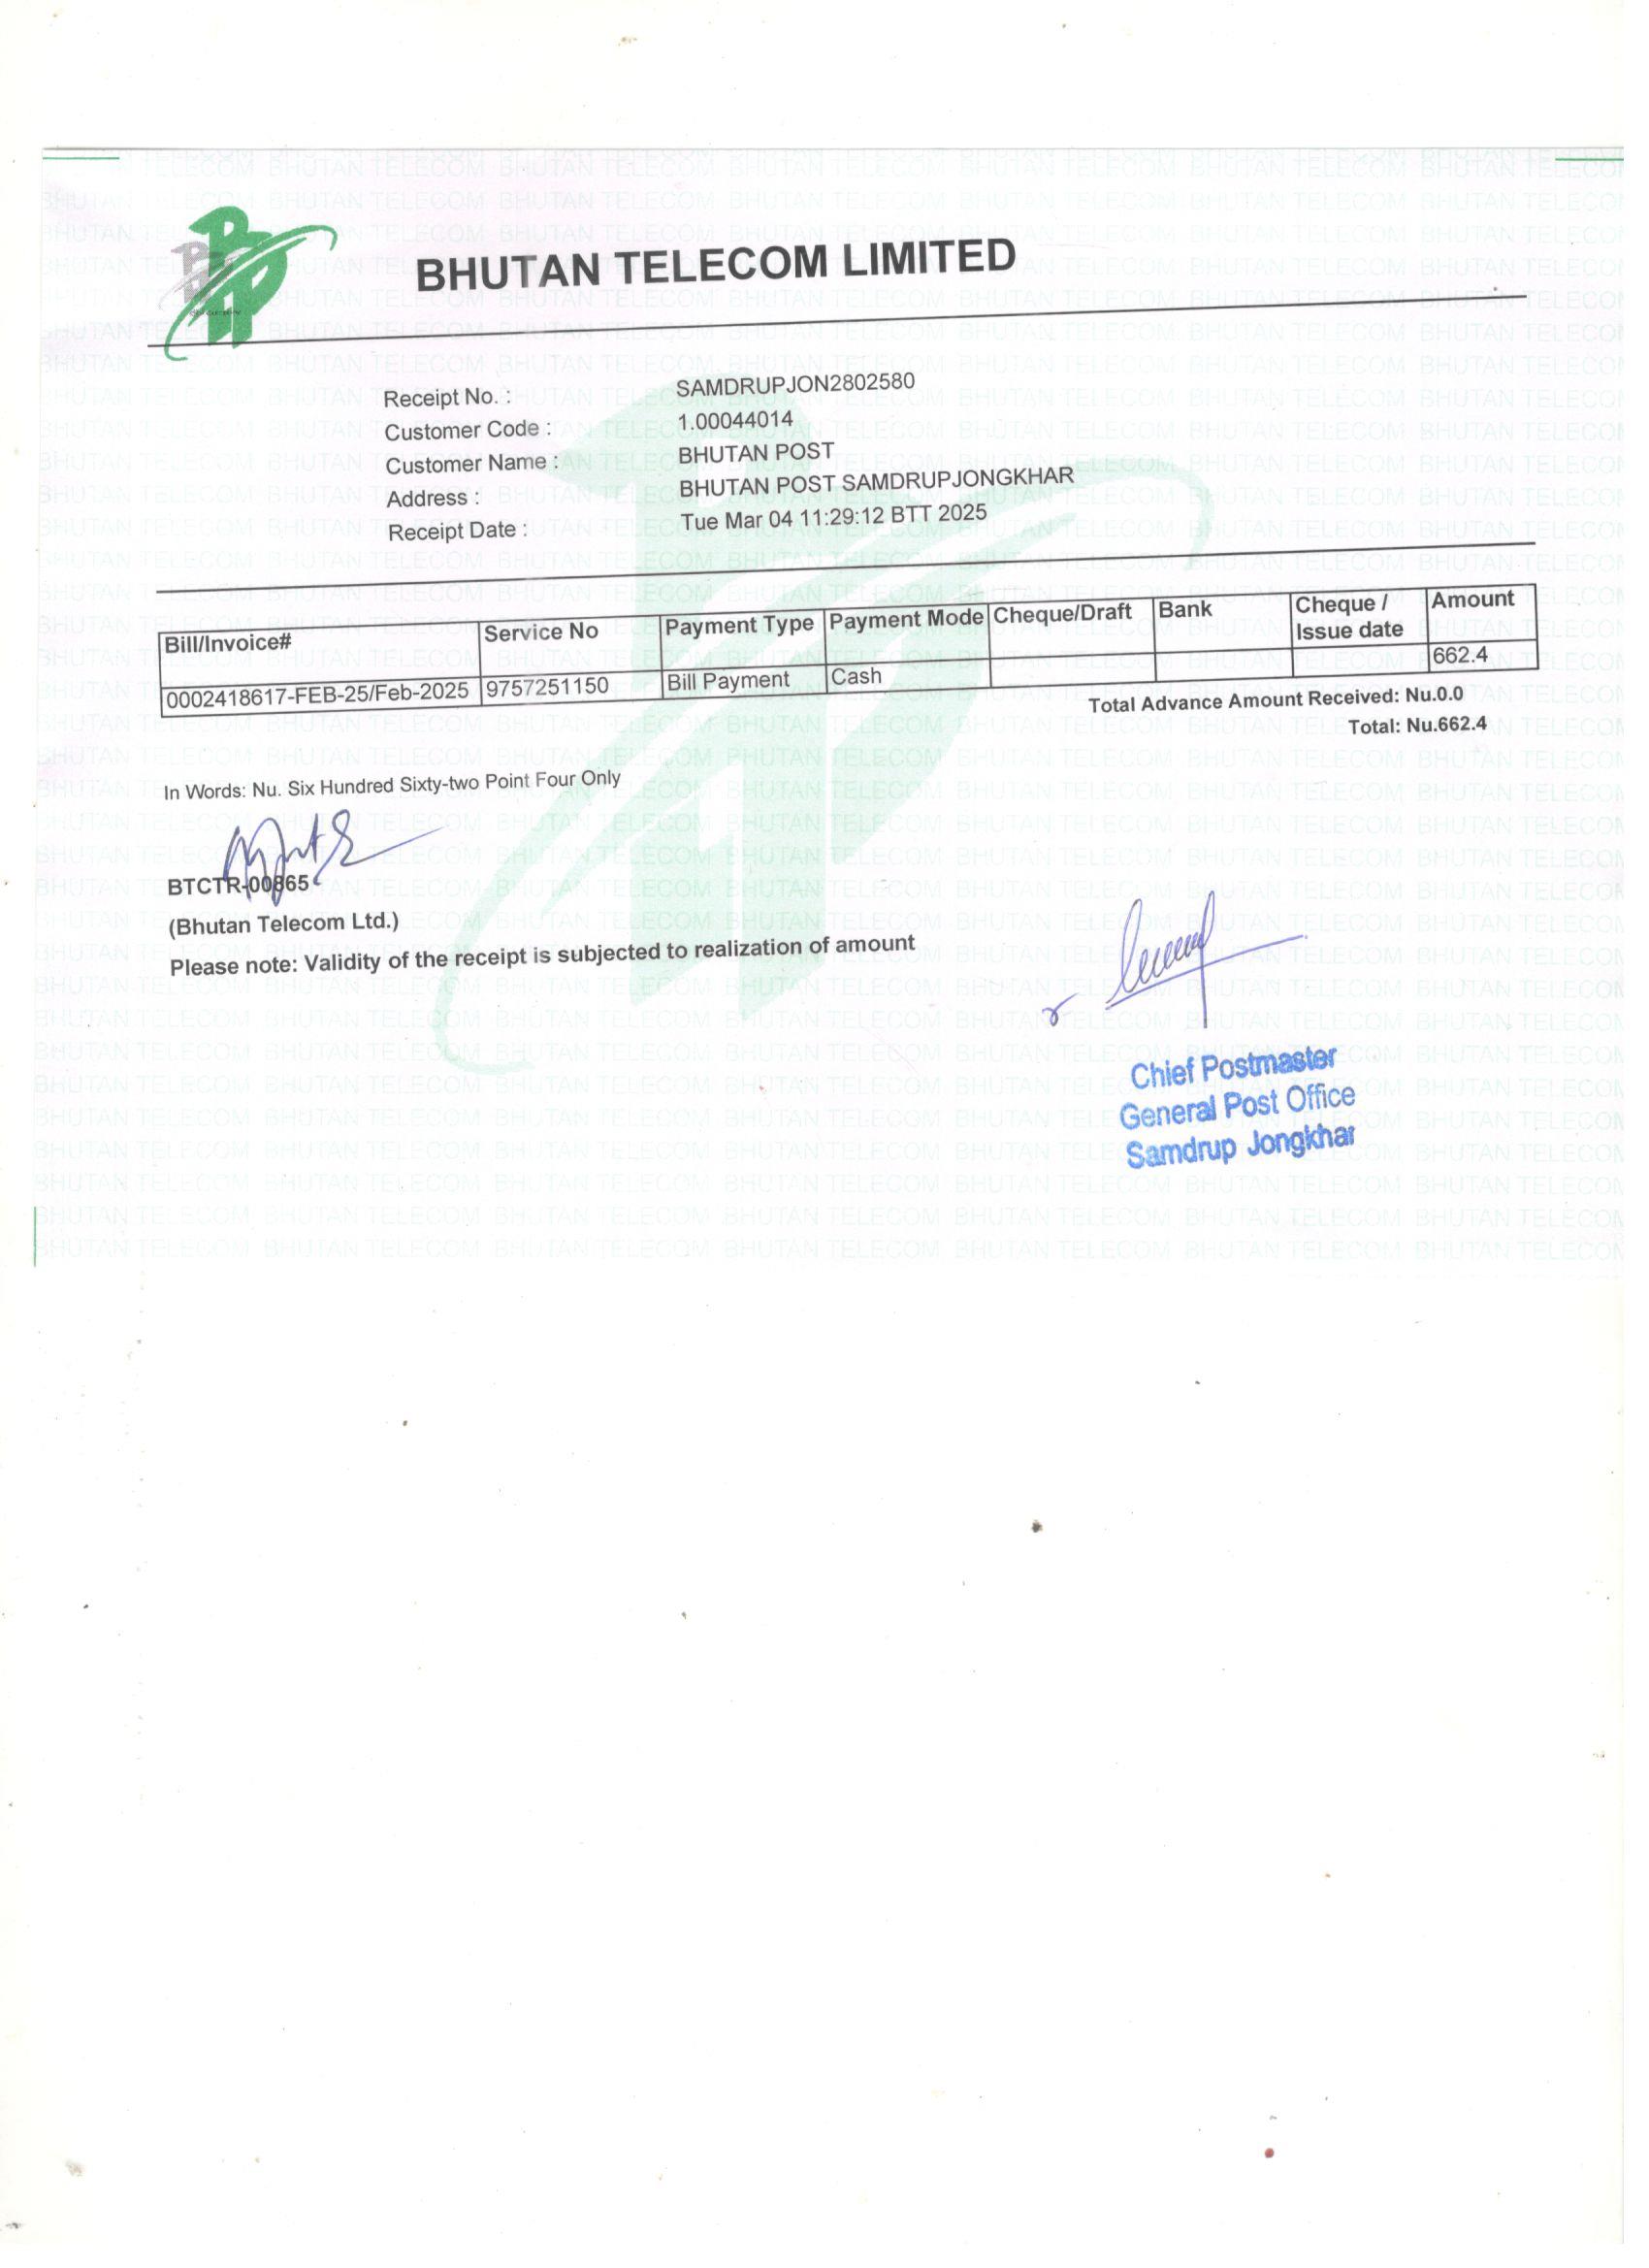 BHUTAN TELECOM LIMITED
Receipt No. : SAMDRUPJON2802580
Customer Code : 1.00044014
Customer Name : BHUTAN POST
Address : BHUTAN POST SAMDRUPJONGKHAR
Receipt Date : Tue Mar 04 11:29:12 BTT 2025
Bill/Invoice# Service No Payment Type Payment Mode Cheque/Draft Bank Cheque / Issue date Amount
0002418617-FEB-25/Feb-2025 9757251150 Bill Payment Cash 662.4
Total Advance Amount Received: Nu.0.0
Total: Nu.662.4
In Words: Nu. Six Hundred Sixty-two Point Four Only
BTCTR-00865
(Bhutan Telecom Ltd.)
Please note: Validity of the receipt is subjected to realization of amount
Chief Postmaster
General Post Office
Samdrup Jongkhar